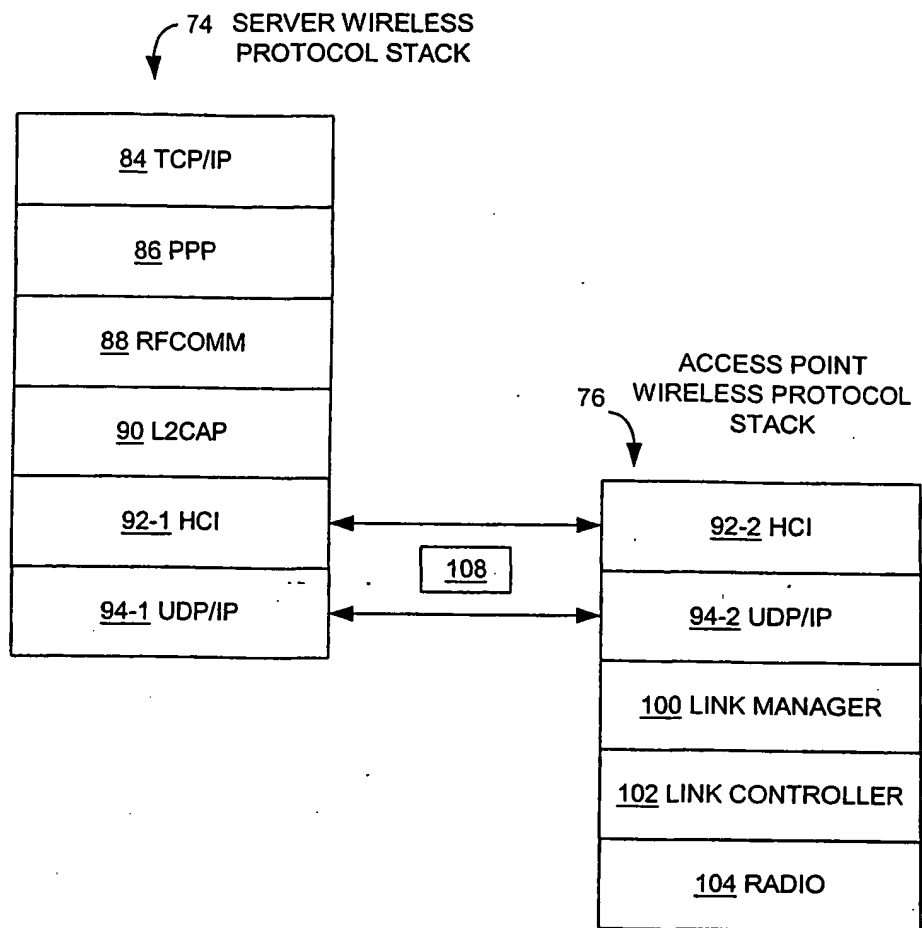 74 SERVER WIRELESS
PROTOCOL STACK
84 TCP/IP
86 PPP
88 RFCOMM
90 L2CAP
92-1 HCI
94-1 UDP/IP
108
ACCESS POINT
76 WIRELESS PROTOCOL
STACK
92-2 HCI
94-2 UDP/IP
100 LINK MANAGER
102 LINK CONTROLLER
104 RADIO